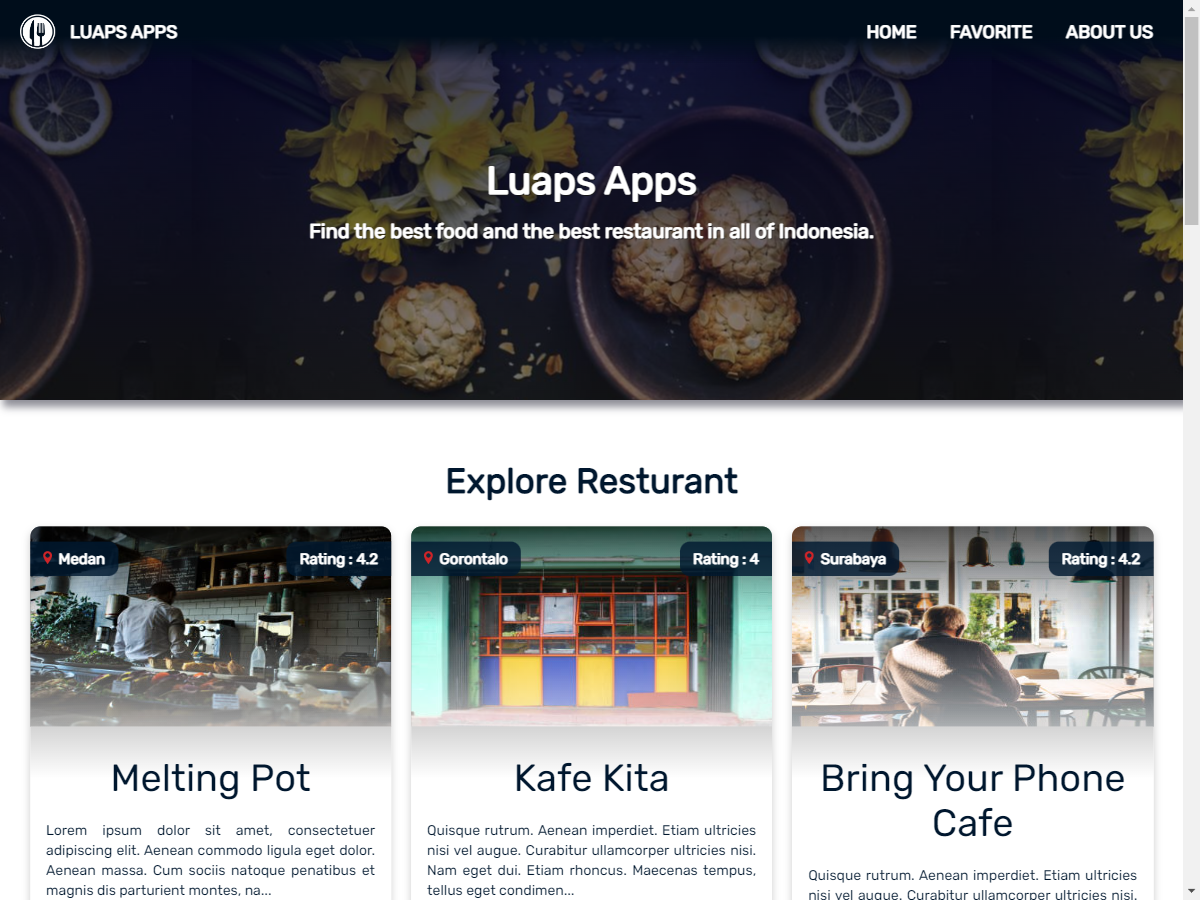 LUAPS APPS
HOME FAVORITE ABOUT US
Luaps Apps
Find the best food and the best restaurant in all of Indonesia.
Explore Resturant
Medan
Rating : 4.2
Gorontalo
Rating : 4
Surabaya
Rating : 4.2
Melting Pot
Lorem ipsum dolor sit amet, consectetuer
adipiscing elit. Aenean commodo ligula eget dolor.
Aenean massa. Cum sociis natoque penatibus et
magnis dis parturient montes, na...
Kafe Kita
Quisque rutrum. Aenean imperdiet. Etiam ultricies
nisi vel augue. Curabitur ullamcorper ultricies nisi.
Nam eget dui. Etiam rhoncus. Maecenas tempus,
tellus eget condimen...
Bring Your Phone
Cafe
Quisque rutrum. Aenean imperdiet. Etiam ultricies
nisi vel augue. Curabitur ullamcorper ultricies nisi.